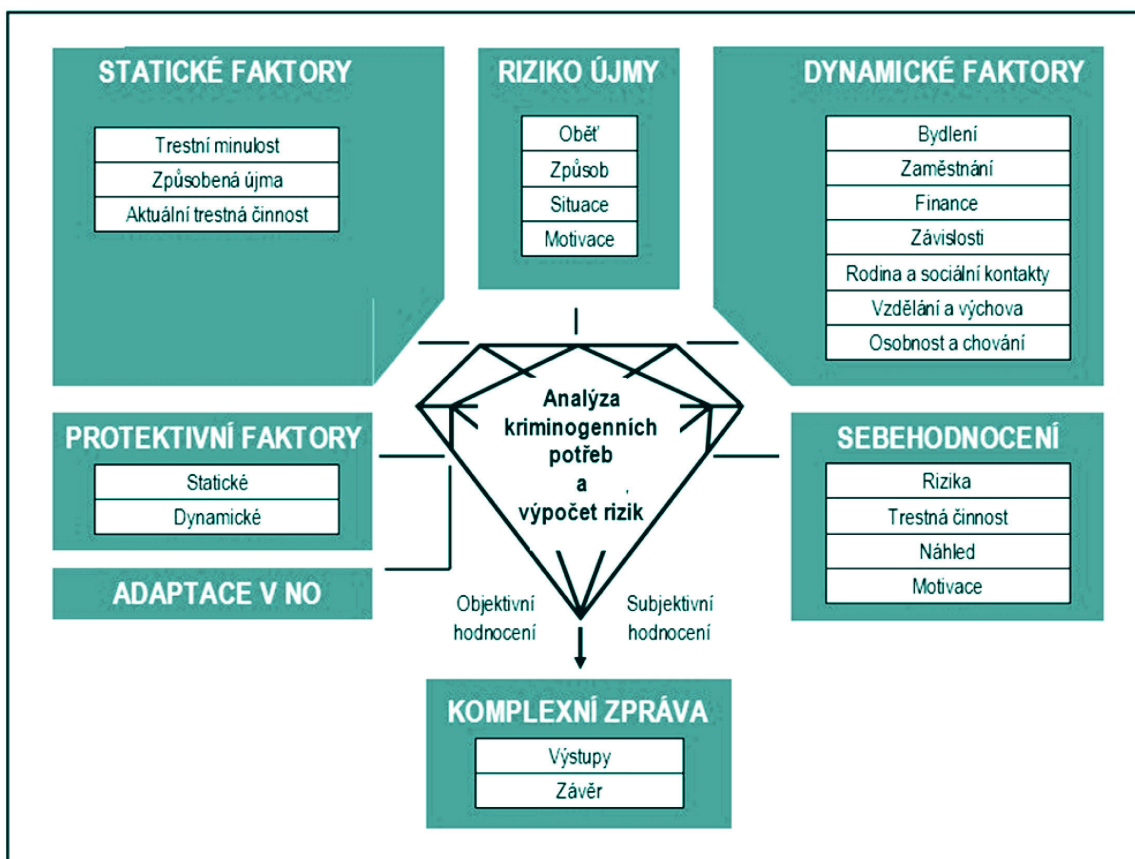 STATICKÉ FAKTORY
Trestní minulost
Způsobená újma
Aktuální trestná činnost
RIZIKO ÚJMY
Oběť
Způsob
Situace
Motivace
DYNAMICKÉ FAKTORY
Bydlení
Zaměstnání
Finance
Závislosti
Rodina a sociální kontakty
Vzdělání a výchova
Osobnost a chování
PROTEKTIVNÍ FAKTORY
Statické
Dynamické
ADAPTACE V NO
Analýza
kriminogenních
potřeb
a
výpočet rizik
SEBEHODNOCENÍ
Rizika
Trestná činnost
Náhled
Motivace
Objektivní
hodnocení
Subjektivní
hodnocení
KOMPLEXNÍ ZPRÁVA
Výstupy
Závěr